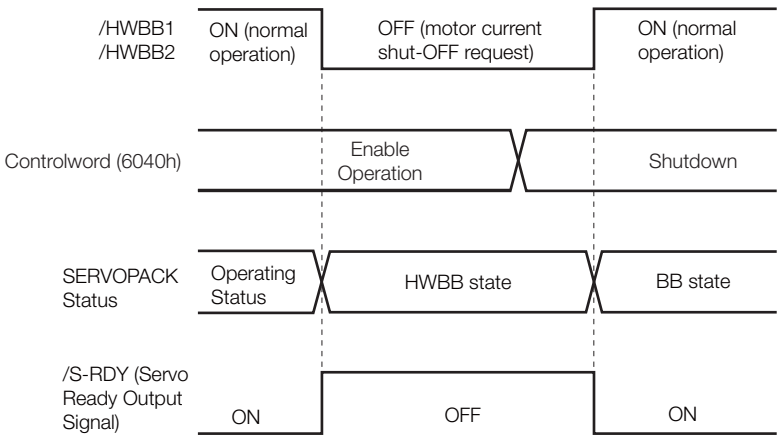 /HWBB1
/HWBB2
ON (normal
operation)
OFF (motor current
shut-OFF request)
ON (normal
operation)
Controlword (6040h)
Enable
Operation
Shutdown
SERVOPACK
Status
Operating
Status
HWBB state
BB state
/S-RDY (Servo
Ready Output
Signal)
ON
OFF
ON